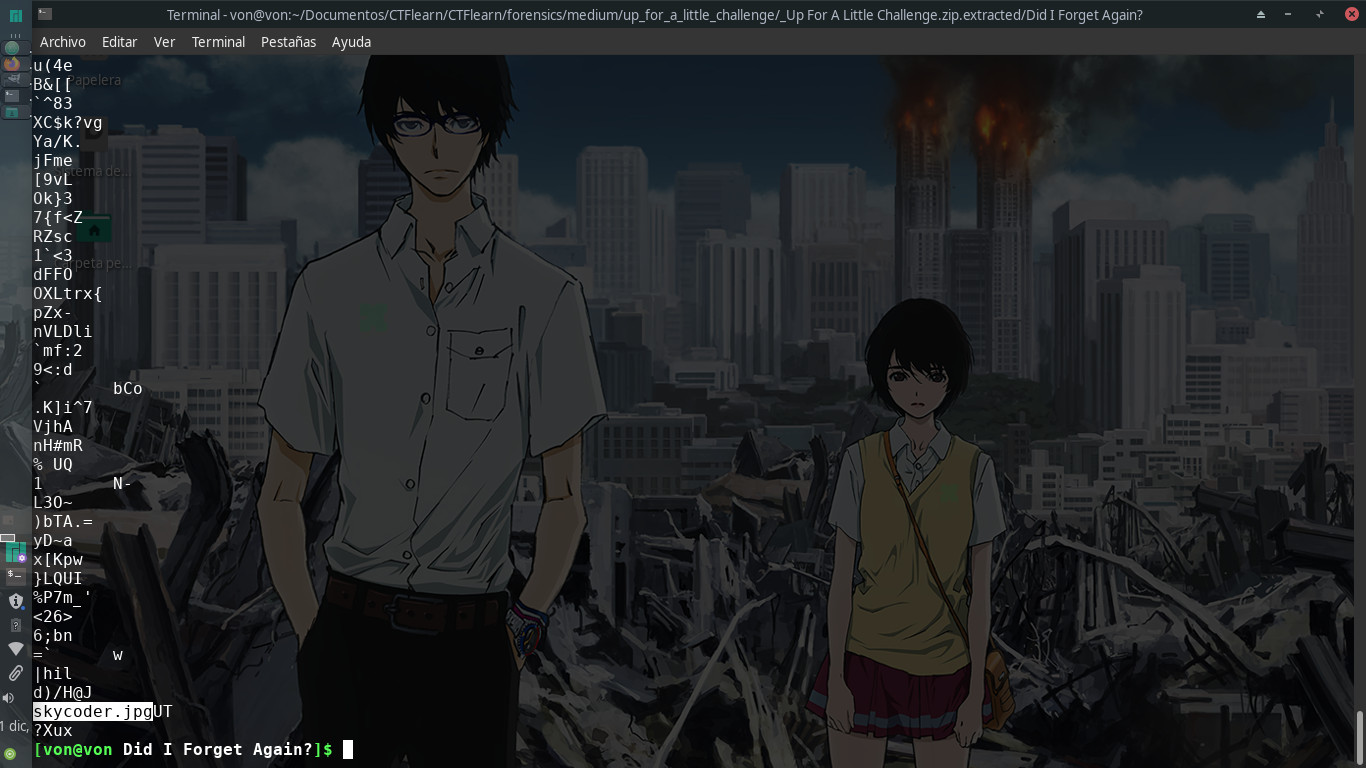 Terminal - von@von:~/Documentos/CTFlearn/CTFlearn/forensics/medium/up_for_a_little_challenge/_Up For A Little Challenge.zip.extracted/Did I Forget Again?
Archivo Editar Ver Terminal Pestañas Ayuda
u(4e
B&[[
`^83
XC$k?vg
Ya/K.
jFme
[9vL
Ok}3
7{f<Z
RZsc
1`<3
dFFO
OXLtrx{
pZx-
nVLDli
`mf:2
9<:d
` bCo
.K]i^7
VjhA
nH#mR
% UQ
1 N-
L3O~
)bTA.=
yD~a
x[Kpw
}LQUI
%P7m_'
<26>
6;bn
=` w
|hil
d)/H@J
skycoder.jpgUT
?Xux
[von@von Did I Forget Again?]$
Papelera
1 dic,